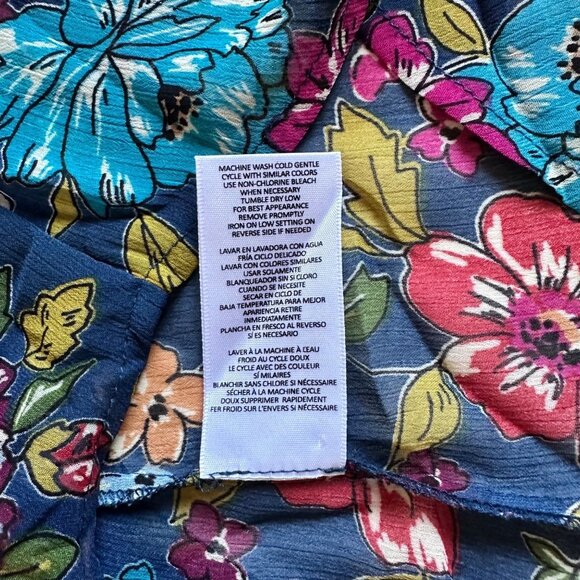 MACHINE WASH COLD GENTLE
CYCLE WITH SIMILAR COLORS
USE NON-CHLORINE BLEACH
WHEN NECESSARY
TUMBLE DRY LOW
FOR BEST APPEARANCE
REMOVE PROMPTLY
IRON ON LOW SETTING ON
REVERSE SIDE IF NEEDED
LAVAR EN LAVADORA CON AGUA
FRÍA CICLO DELICADO
LAVAR CON COLORES SIMILARES
USAR SOLAMENTE
BLANQUEADOR SIN SI CLORO
CUANDO SE NECESITE
SECAR EN CICLO DE
BAJA TEMPERATURA PARA MEJOR
APARIENCIA RETIRE
INMEDIATAMENTE
PLANCHA EN FRESCO AL REVERSO
SÍ ES NECESARIO
LAVER À LA MACHINE À LEAU
FROID AU CYCLE DOUX
LE CYCLE AVEC DES COULEUR
SÍ MILAIRES
BLANCHIR SANS CHLORE SI NÉCESSAIRE
SÉCHER À LA MACHINE CYCLE
DOUX SUPPRIMER RAPIDEMENT
FER FROID SUR L'ENVERS SI NÉCESSAIRE